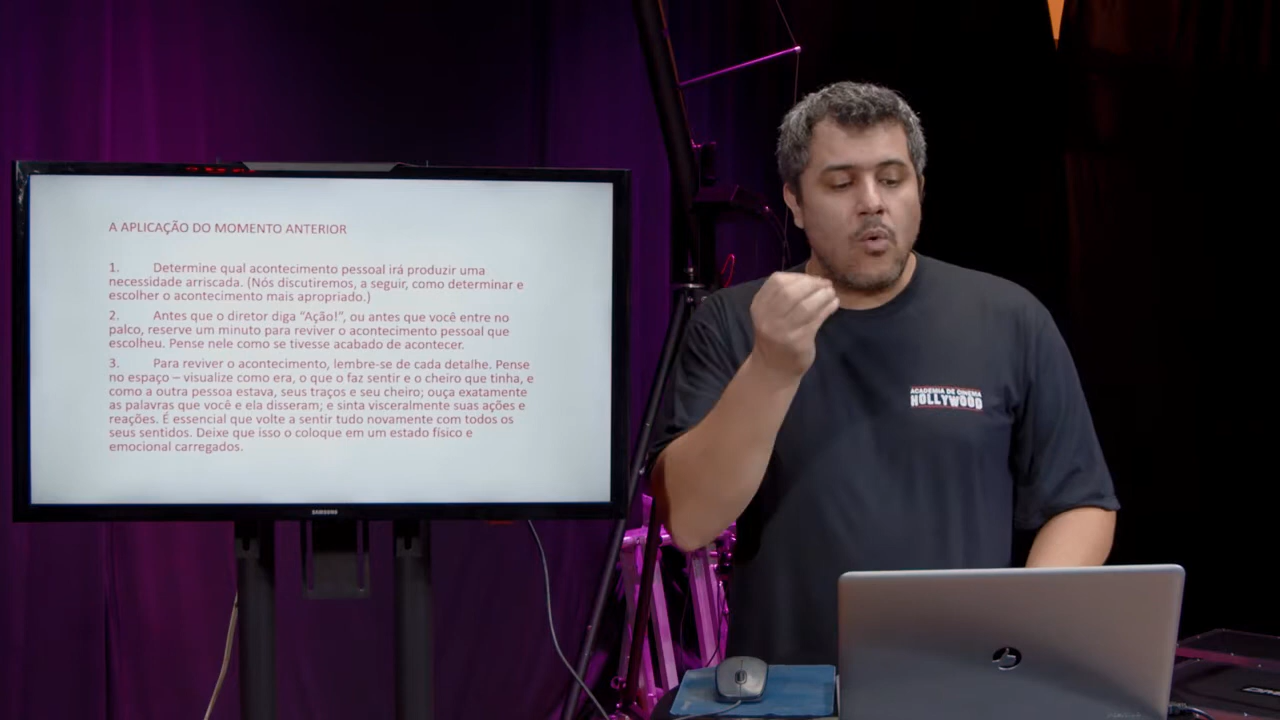 A APLICAÇÃO DO MOMENTO ANTERIOR
1. Determine qual acontecimento pessoal irá produzir uma
necessidade arriscada. (Nós discutiremos, a seguir, como determinar e
escolher o acontecimento mais apropriado.)
2. Antes que o diretor diga “Ação!”, ou antes que você entre no
palco, reserve um minuto para reviver o acontecimento pessoal que
escolheu. Pense nele como se tivesse acabado de acontecer.
3. Para reviver o acontecimento, lembre-se de cada detalhe. Pense
no espaço – visualize como era, o que o faz sentir e o cheiro que tinha, e
como a outra pessoa estava, seus traços e seu cheiro; ouça exatamente
as palavras que você e ela disseram; e sinta visceralmente suas ações e
reações. É essencial que volte a sentir tudo novamente com todos os
seus sentidos. Deixe que isso o coloque em um estado físico e
emocional carregados.
SAMSUNG
ACADEMIA DE CINEMA
HOLLYWOOD